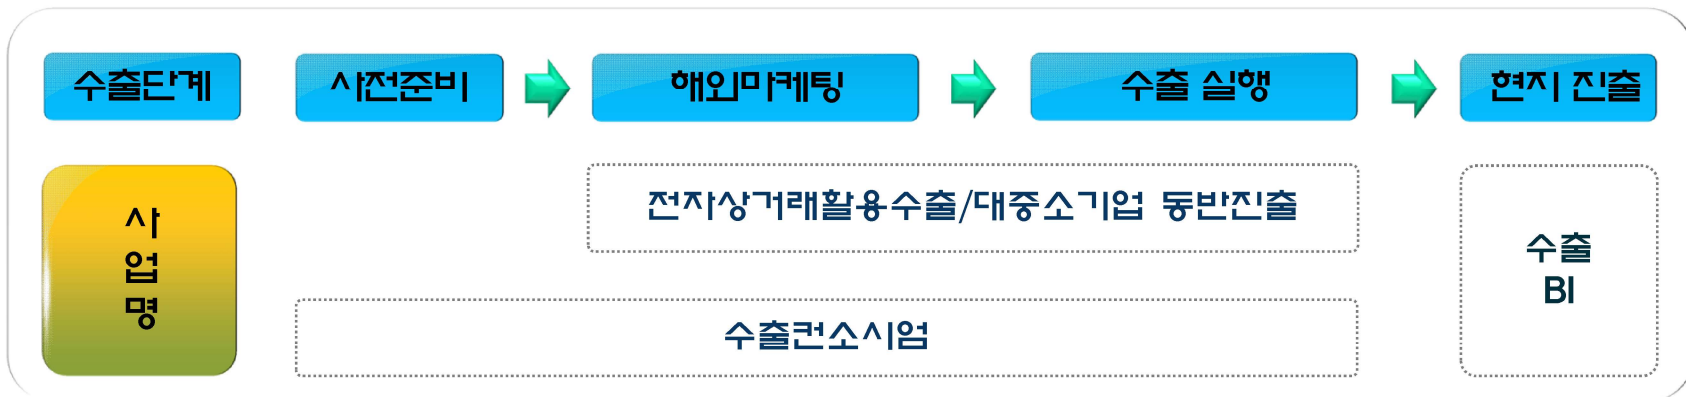 수출단계
사전준비
해외마케팅
수출 실행
현지 진출
사
업
명
전자상거래활용수출/대중소기업 동반진출
수출컨소시엄
수출
BI